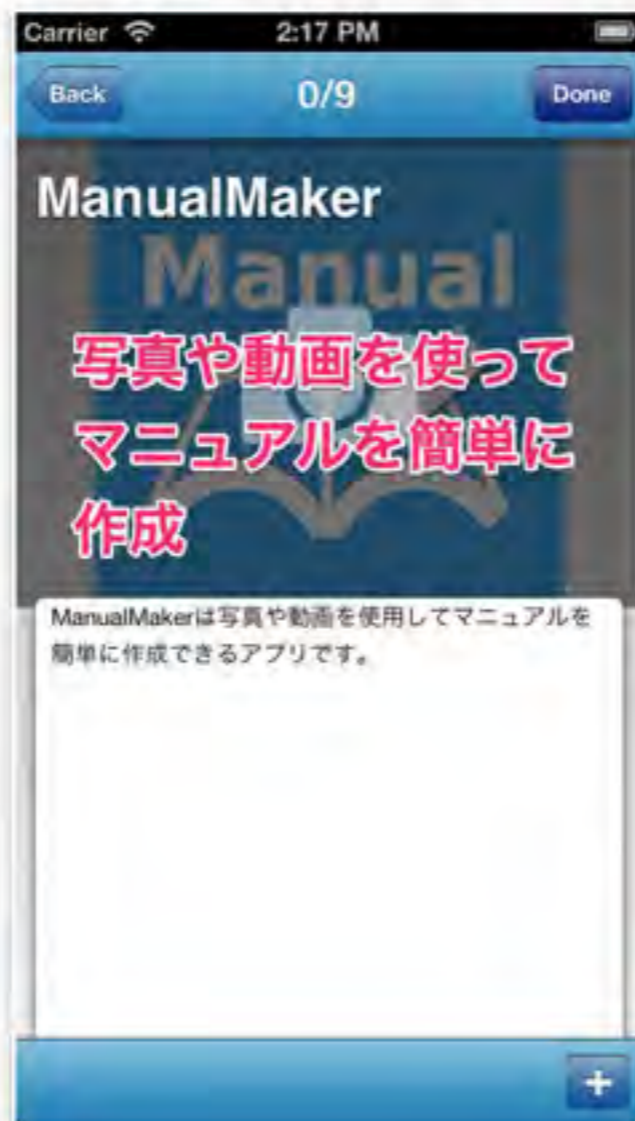 Carrier 2:17 PM
Back 0/9 Done
ManualMaker
Manual
写真や動画を使って
マニュアルを簡単に
作成
ManualMakerは写真や動画を使用してマニュアルを
簡単に作成できるアプリです。
+